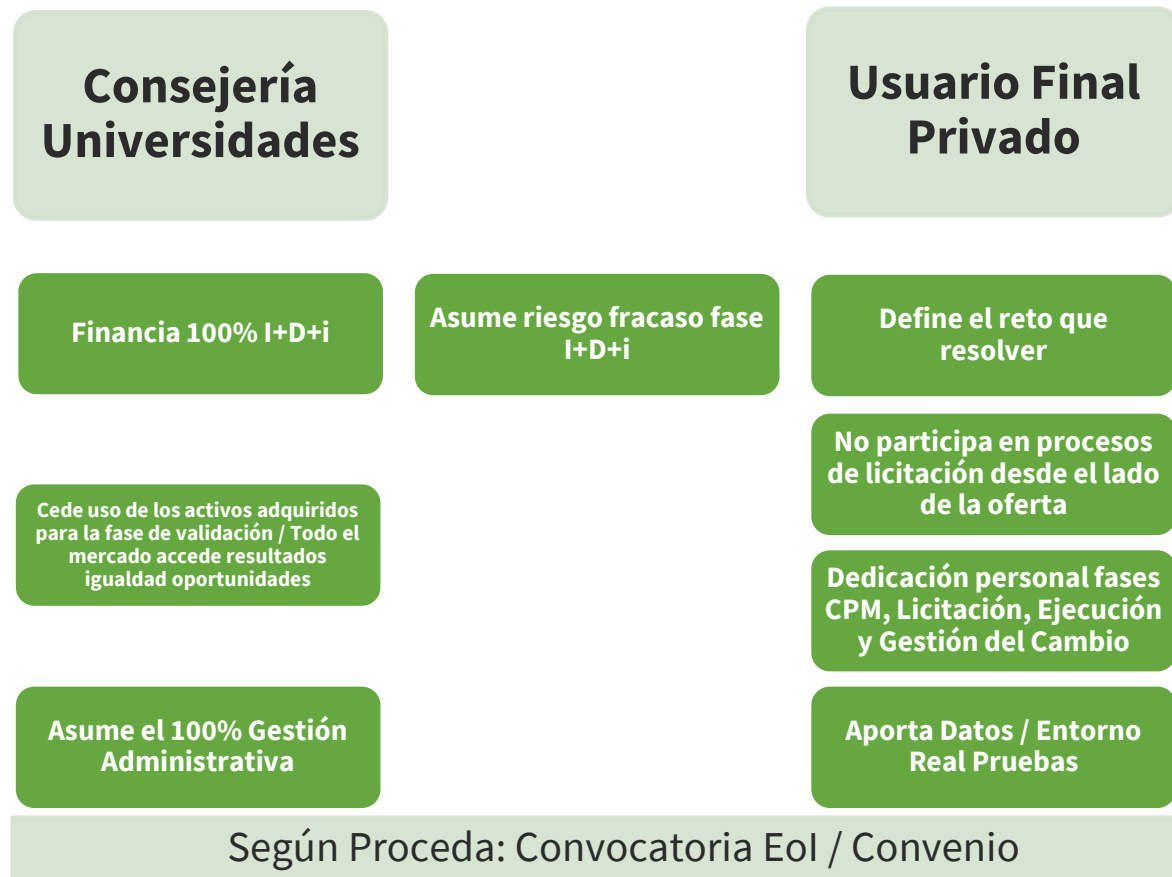 Consejería
Universidades
Usuario Final
Privado
Financia 100% I+D+i
Asume riesgo fracaso fase
I+D+i
Define el reto que
resolver
No participa en procesos
de licitación desde el lado
de la oferta
Cede uso de los activos adquiridos
para la fase de validación / Todo el
mercado accede resultados
igualdad oportunidades
Dedicación personal fases
CPM, Licitación, Ejecución
y Gestión del Cambio
Asume el 100% Gestión
Administrativa
Aporta Datos / Entorno
Real Pruebas
Según Proceda: Convocatoria EoI / Convenio